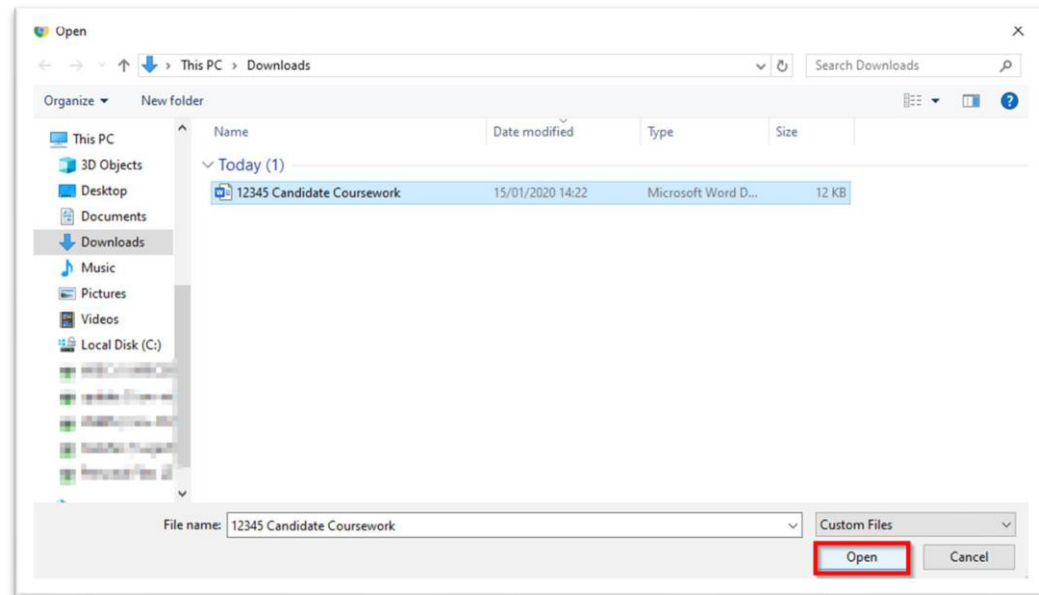 Open
This PC > Downloads
Search Downloads
Organize New folder
Name Date modified Type Size
This PC
3D Objects
Desktop
Documents
Downloads
Music
Pictures
Videos
Local Disk (C:)
Today (1)
12345 Candidate Coursework 15/01/2020 14:22 Microsoft Word D... 12 KB
File name: 12345 Candidate Coursework
Custom Files
Open Cancel